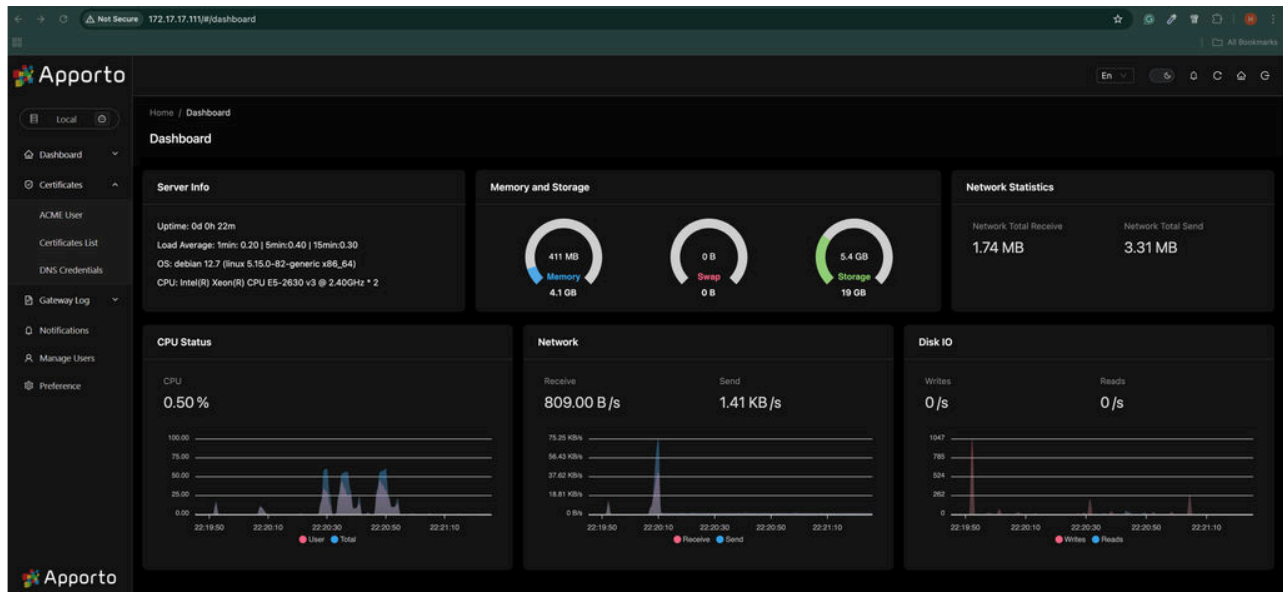 Not Secure 172.17.17.111/#/dashboard
All Bookmarks
Apporto
En
Local
Dashboard
Certificates
ACME User
Certificates List
DNS Credentials
Gateway Log
Notifications
Manage Users
Preference
Apporto
Home / Dashboard
Dashboard
Server Info
Uptime: 0d 0h 22m
Load Average: 1min: 0.20 | 5min:0.40 | 15min:0.30
OS: debian 12.7 (linux 5.15.0-82-generic x86_64)
CPU: Intel(R) Xeon(R) CPU E5-2630 v3 @ 2.40GHz * 2
Memory and Storage
411 MB
Memory
4.1 GB
0 B
Swap
0 B
5.4 GB
Storage
19 GB
Network Statistics
Network Total Receive
1.74 MB
Network Total Send
3.31 MB
CPU Status
CPU
0.50 %
100.00
75.00
50.00
25.00
0.00
22:19:50 22:20:10 22:20:30 22:20:50 22:21:10
User Total
Network
Receive
809.00 B/s
Send
1.41 KB/s
75.25 KB/s
56.43 KB/s
37.62 KB/s
18.81 KB/s
0 B/s
22:19:50 22:20:10 22:20:30 22:20:50 22:21:10
Receive Send
Disk IO
Writes
0/s
Reads
0/s
1047
785
524
262
0
22:19:50 22:20:10 22:20:30 22:20:50 22:21:10
Writes Reads